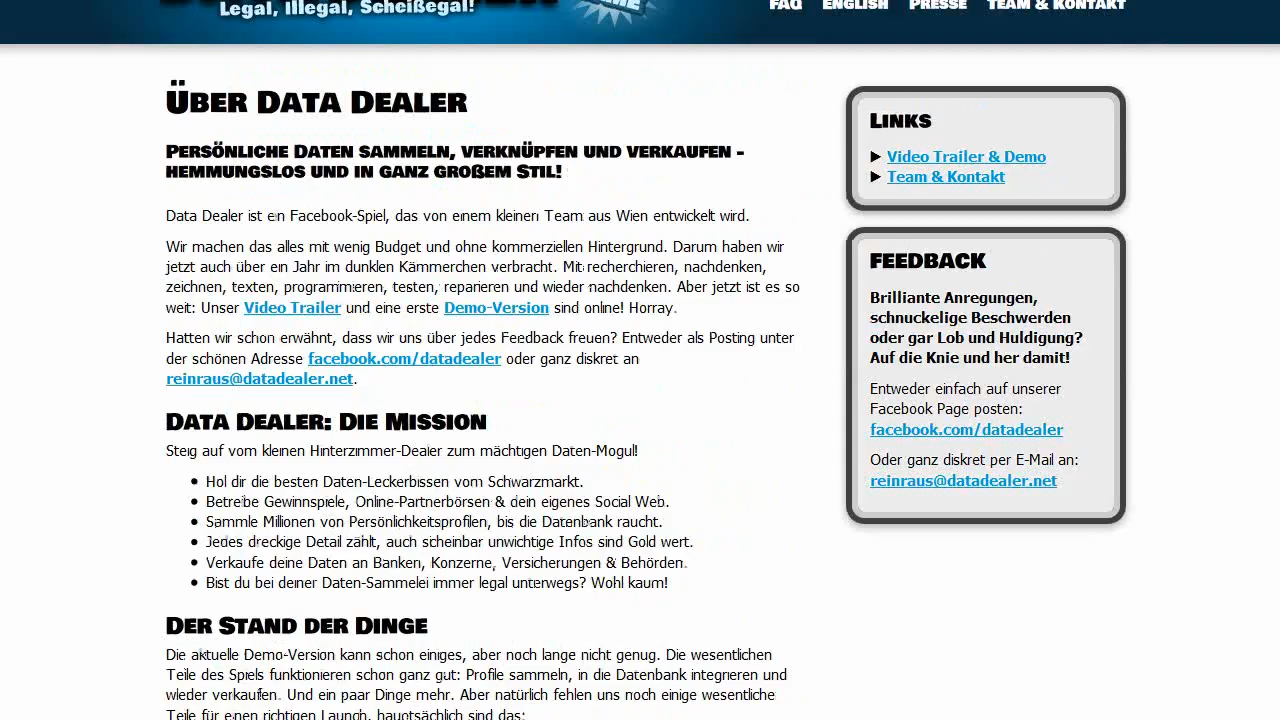 Legal, Illegal, Scheißegal!
FAQ ENGLISH PRESSE TEAM & KONTAKT
ÜBER DATA DEALER
PERSÖNLICHE DATEN SAMMELN, VERKNÜPFEN UND VERKAUFEN -
HEMMUNGSLOS UND IN GANZ GROßEM STIL!
Data Dealer ist ein Facebook-Spiel, das von einem kleinen Team aus Wien entwickelt wird.
Wir machen das alles mit wenig Budget und ohne kommerziellen Hintergrund. Darum haben wir
jetzt auch über ein Jahr im dunklen Kämmerchen verbracht. Mit recherchieren, nachdenken,
zeichnen, texten, programmieren, testen, reparieren und wieder nachdenken. Aber jetzt ist es so
weit: Unser Video Trailer und eine erste Demo-Version sind online! Horray.
Hatten wir schon erwähnt, dass wir uns über jedes Feedback freuen? Entweder als Posting unter
der schönen Adresse facebook.com/datadealer oder ganz diskret an
reinraus@datadealer.net.
DATA DEALER: DIE MISSION
Steig auf vom kleinen Hinterzimmer-Dealer zum mächtigen Daten-Mogul!
• Hol dir die besten Daten-Leckerbissen vom Schwarzmarkt.
• Betreibe Gewinnspiele, Online-Partnerbörsen & dein eigenes Social Web.
• Sammle Millionen von Persönlichkeitsprofilen, bis die Datenbank raucht.
• Jedes dreckige Detail zählt, auch scheinbar unwichtige Infos sind Gold wert.
• Verkaufe deine Daten an Banken, Konzerne, Versicherungen & Behörden.
• Bist du bei deiner Daten-Sammelei immer legal unterwegs? Wohl kaum!
DER STAND DER DINGE
Die aktuelle Demo-Version kann schon einiges, aber noch lange nicht genug. Die wesentlichen
Teile des Spiels funktionieren schon ganz gut: Profile sammeln, in die Datenbank integrieren und
wieder verkaufen. Und ein paar Dinge mehr. Aber natürlich fehlen uns noch einige wesentliche
Teile für einen richtigen Launch, hauptsächlich sind das:
LINKS
Video Trailer & Demo
Team & Kontakt
FEEDBACK
Brilliante Anregungen,
schnuckelige Beschwerden
oder gar Lob und Huldigung?
Auf die Knie und her damit!
Entweder einfach auf unserer
Facebook Page posten:
facebook.com/datadealer
Oder ganz diskret per E-Mail an:
reinraus@datadealer.net